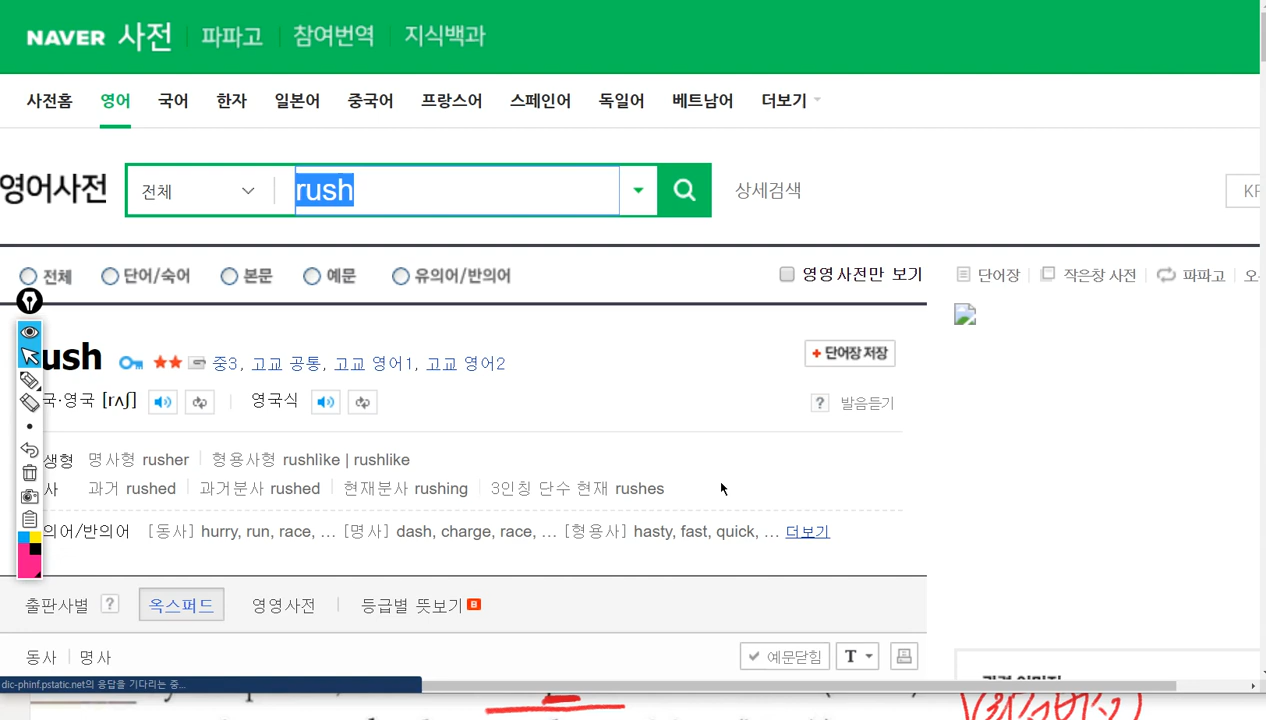 NAVER 사전 파파고 참여번역 지식백과
사전홈 영어 국어 한자 일본어 중국어 프랑스어 스페인어 독일어 베트남어 더보기
영어사전 전체 rush 상세검색
전체 단어/숙어 본문 예문 유의어/반의어 영영사전만 보기 단어장 작은창 사전 파파고
ush 중3, 고교 공통, 고교 영어1, 고교 영어2 +단어장 저장
국·영국 [rʌʃ] 영국식 ? 발음듣기
생형 명사형 rusher 형용사형 rushlike | rushlike
사 과거 rushed 과거분사 rushed 현재분사 rushing 3인칭 단수 현재 rushes
의어/반의어 [동사] hurry, run, race, … [명사] dash, charge, race, … [형용사] hasty, fast, quick, … 더보기
출판사별 ? 옥스퍼드 영영사전 등급별 뜻보기 B
동사 명사 예문닫힘 T
dic-phinf.pstatic.net의 응답을 기다리는 중...